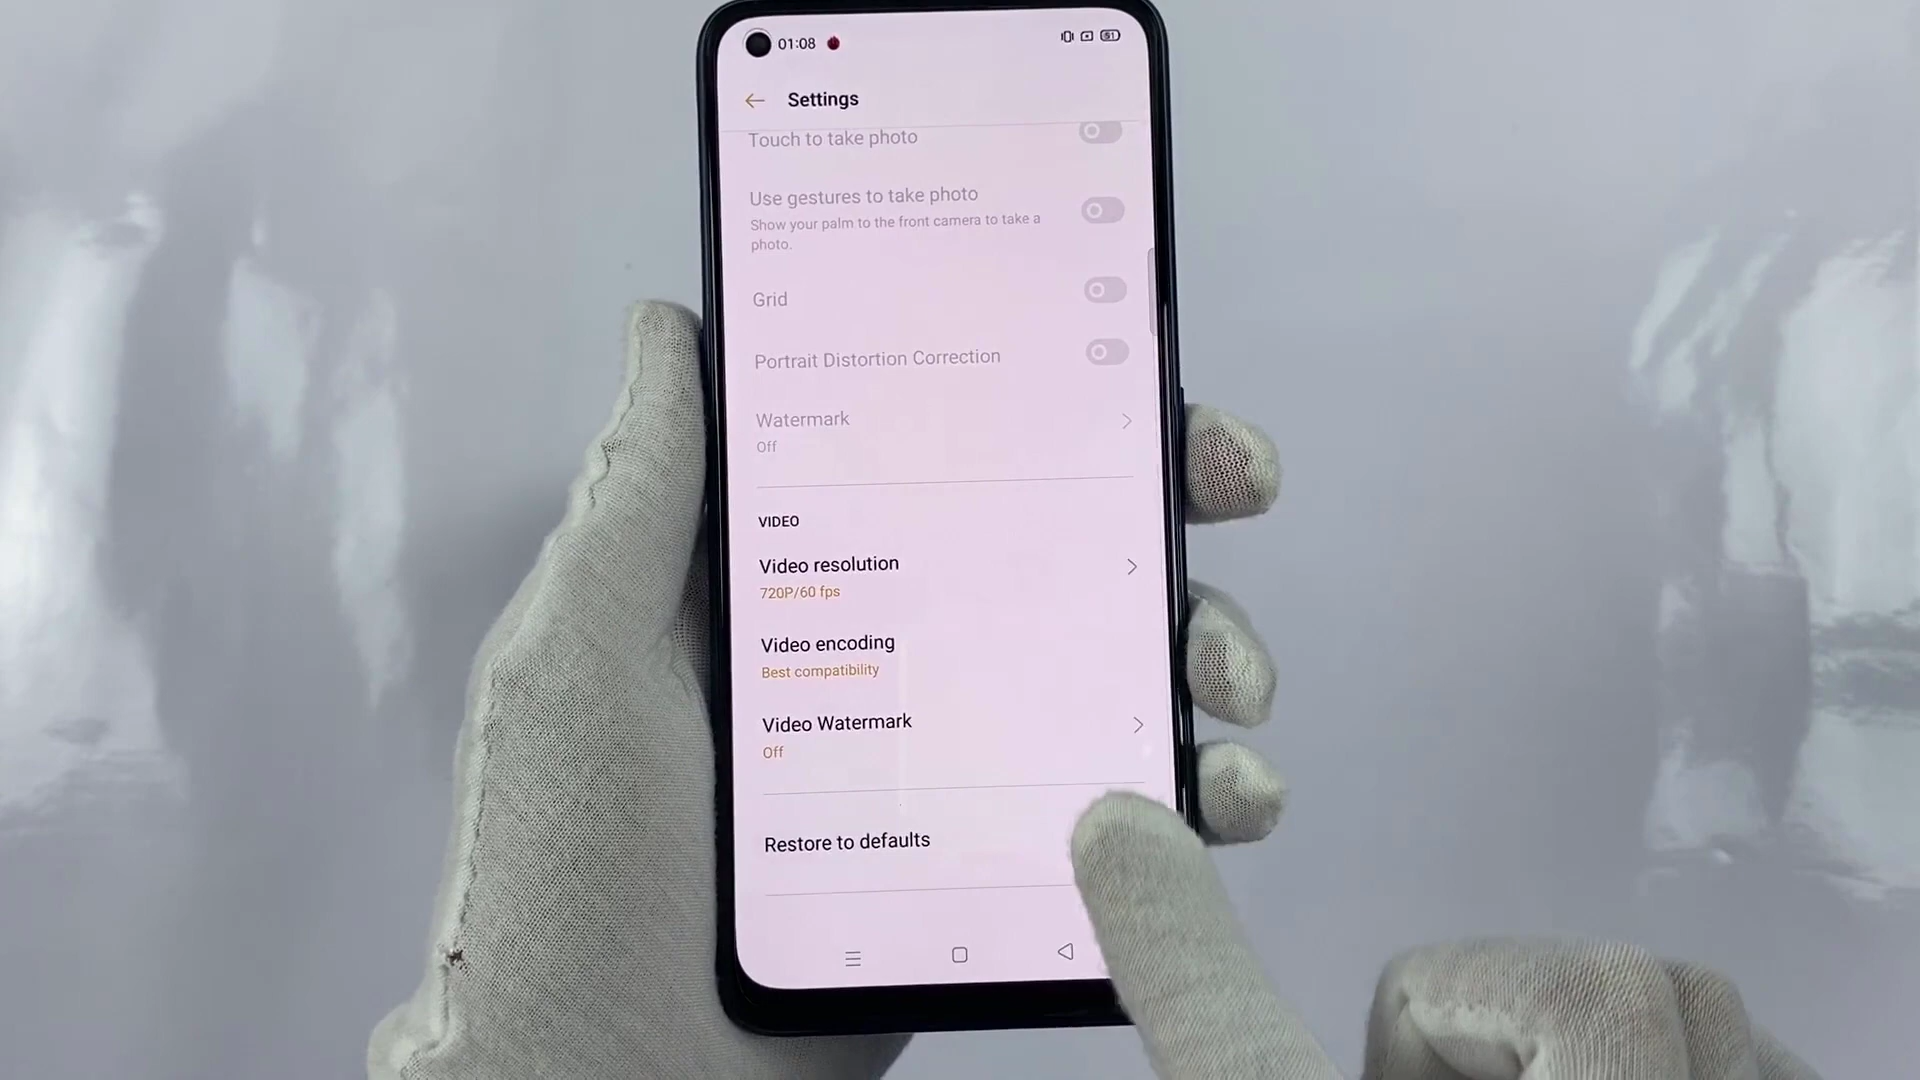 01:08
51
Settings
Touch to take photo
Use gestures to take photo
Show your palm to the front camera to take a
photo.
Grid
Portrait Distortion Correction
Watermark
Off
VIDEO
Video resolution
720P/60 fps
Video encoding
Best compatibility
Video Watermark
Off
Restore to defaults